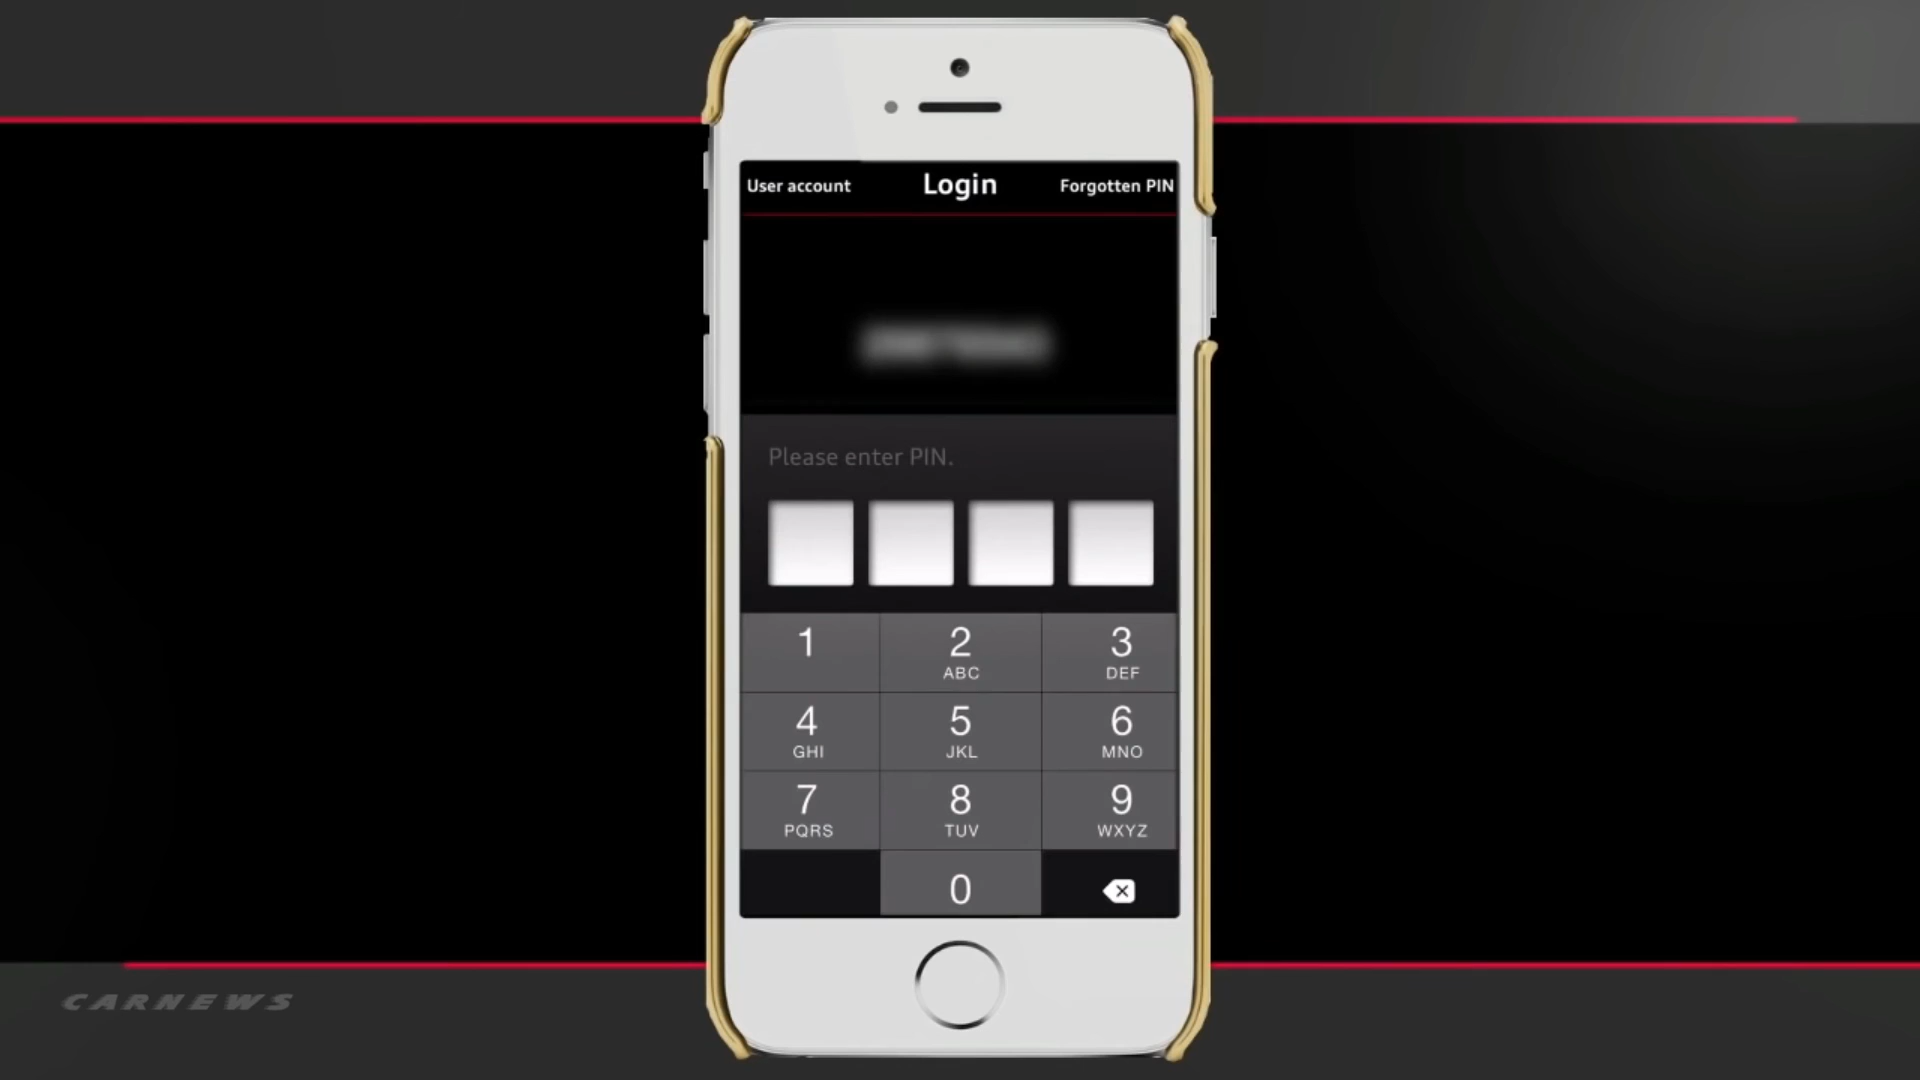 User account Login Forgotten PIN
Please enter PIN.
1 2 3
ABC DEF
4 5 6
GHI JKL MNO
7 8 9
PQRS TUV WXYZ
0
CARNEWS